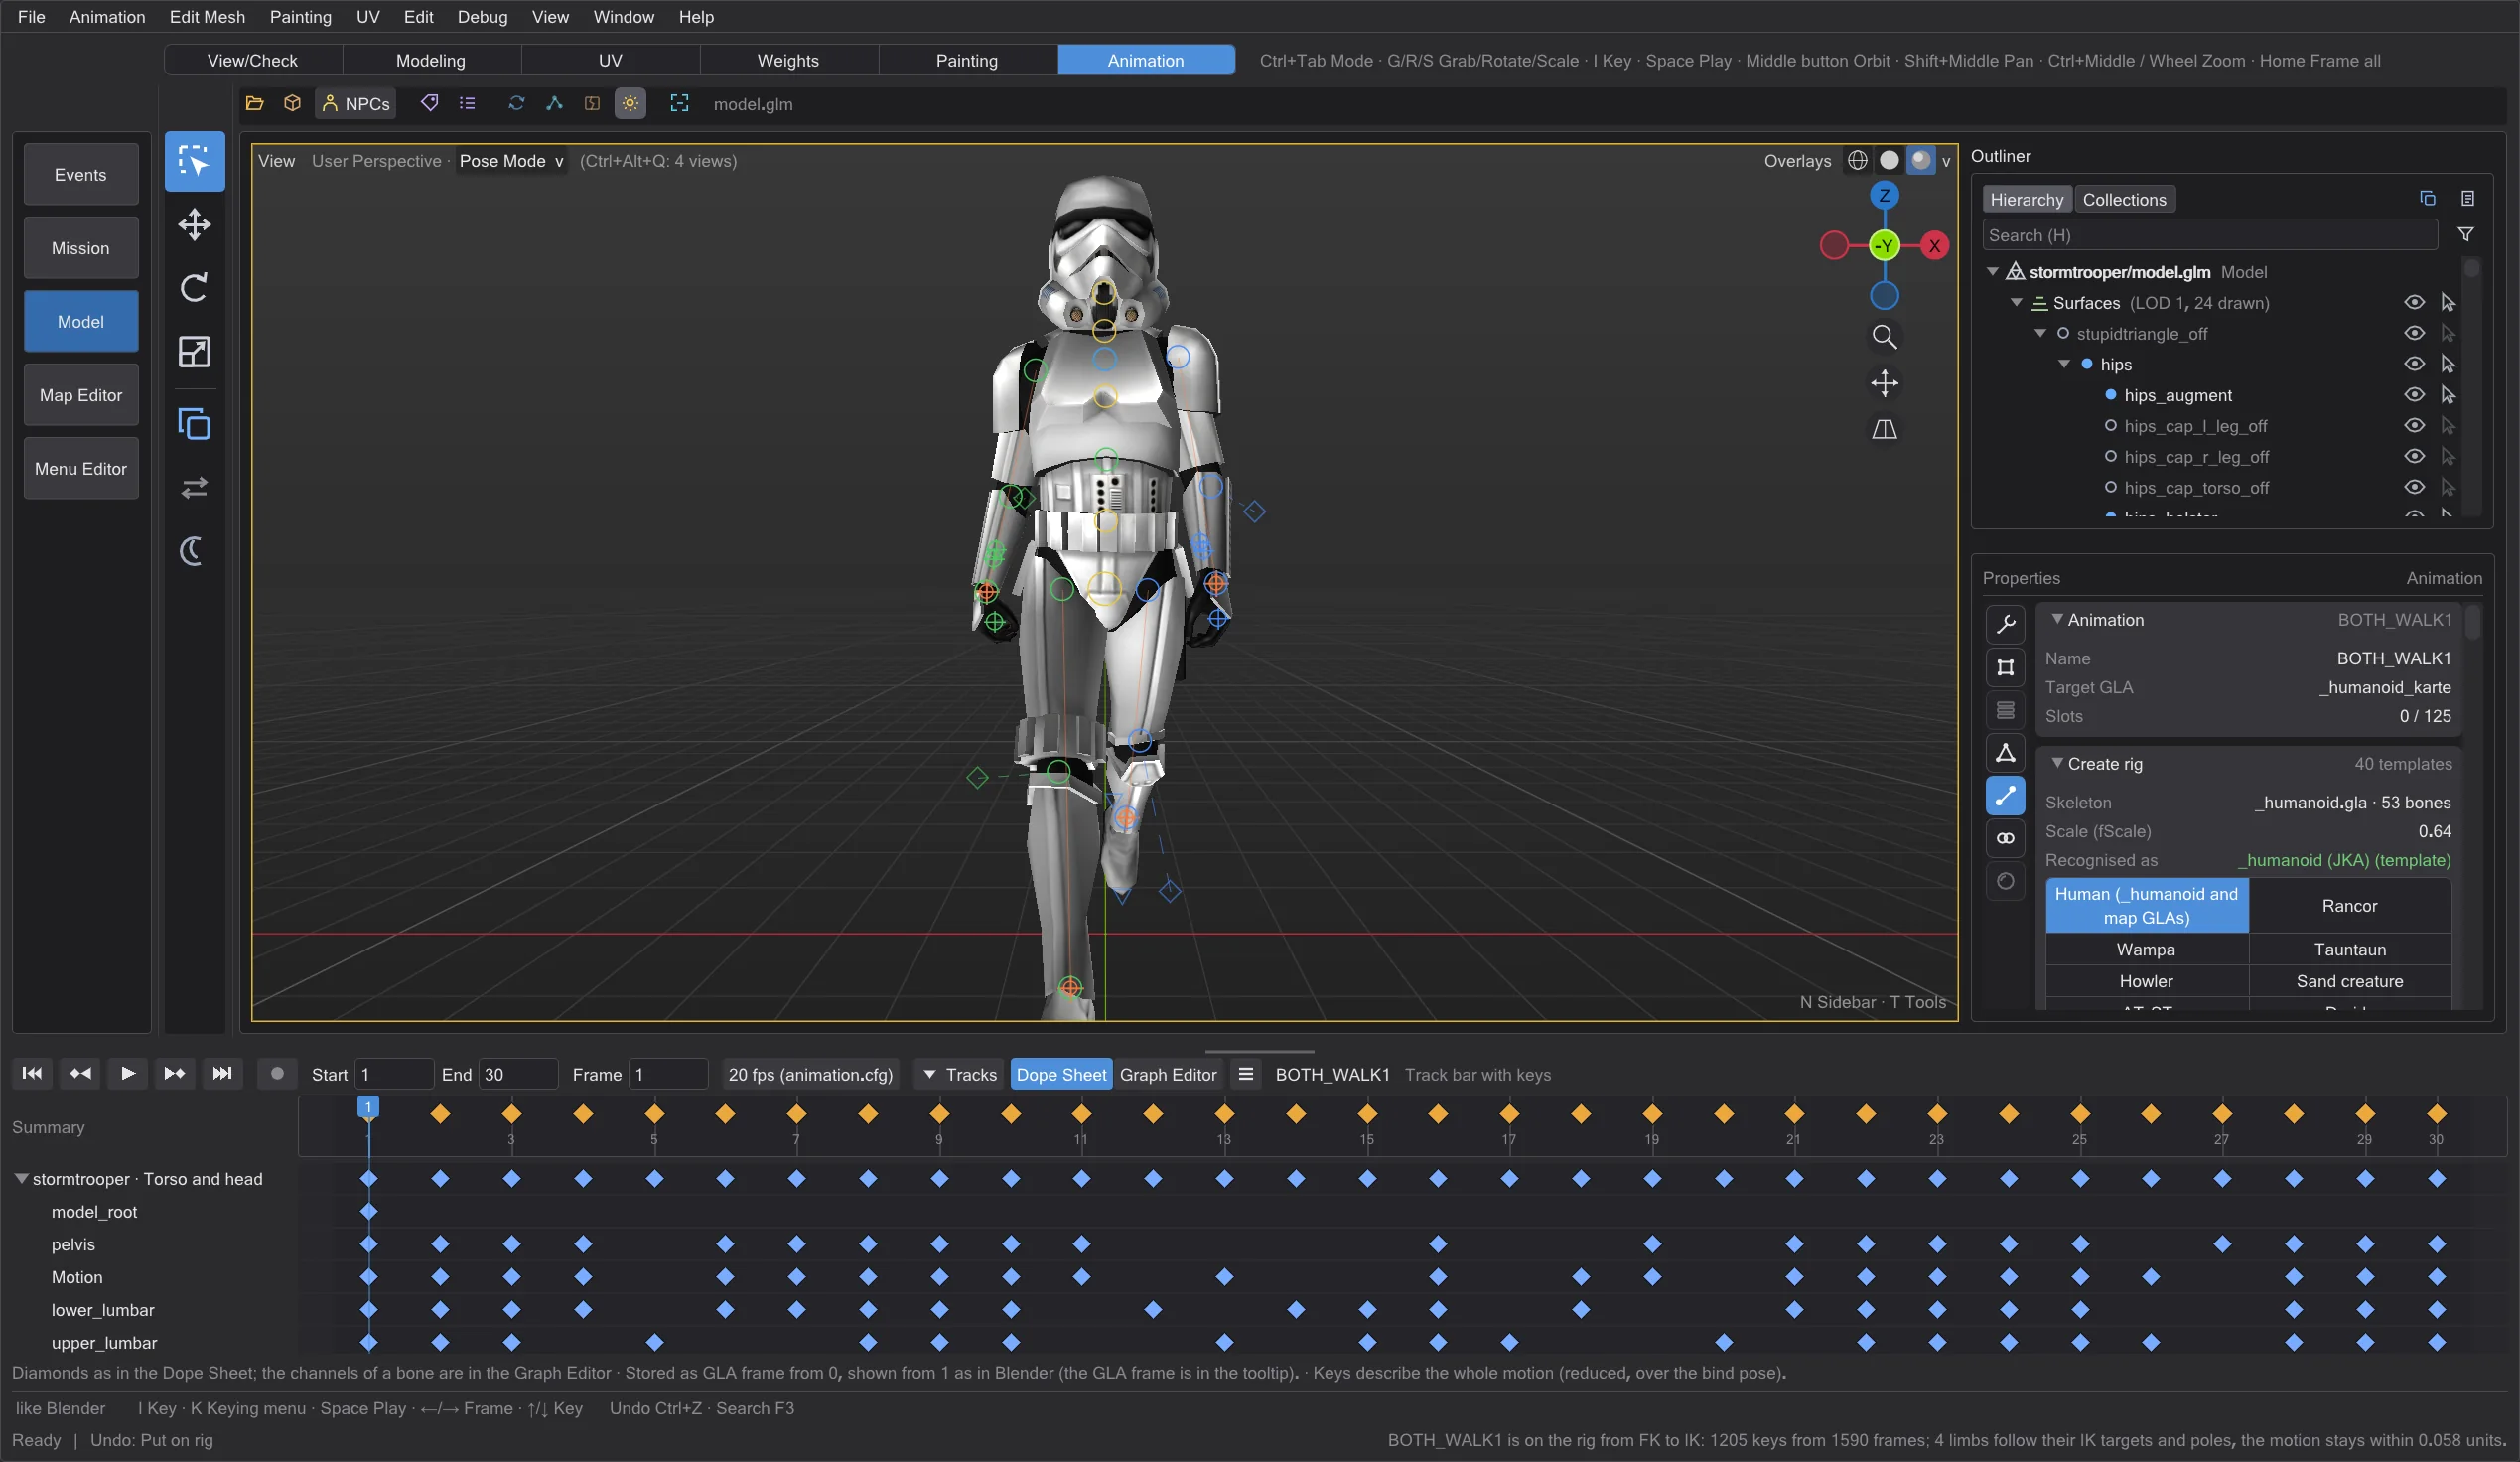 File Animation Edit Mesh Painting UV Edit Debug View Window Help
View/Check Modeling UV Weights Painting Animation Ctrl+Tab Mode · G/R/S Grab/Rotate/Scale · I Key · Space Play · Middle button Orbit · Shift+Middle Pan · Ctrl+Middle / Wheel Zoom · Home Frame all
NPCs model.glm
Events
Mission
Model
Map Editor
Menu Editor
View User Perspective · Pose Mode v (Ctrl+Alt+Q: 4 views) Overlays v
Z
-Y X
N Sidebar · T Tools
Outliner
Hierarchy Collections
Search (H)
stormtrooper/model.glm Model
Surfaces (LOD 1, 24 drawn)
stupidtriangle_off
hips
hips_augment
hips_cap_l_leg_off
hips_cap_r_leg_off
hips_cap_torso_off
Properties Animation
Animation BOTH_WALK1
Name BOTH_WALK1
Target GLA _humanoid_karte
Slots 0 / 125
Create rig 40 templates
Skeleton _humanoid.gla · 53 bones
Scale (fScale) 0.64
Recognised as _humanoid (JKA) (template)
Human (_humanoid and
map GLAs) Rancor
Wampa Tauntaun
Howler Sand creature
Start 1 End 30 Frame 1 20 fps (animation.cfg) Tracks Dope Sheet Graph Editor BOTH_WALK1 Track bar with keys
1
Summary
1 3 5 7 9 11 13 15 17 19 21 23 25 27 29 30
stormtrooper · Torso and head
model_root
pelvis
Motion
lower_lumbar
upper_lumbar
Diamonds as in the Dope Sheet; the channels of a bone are in the Graph Editor · Stored as GLA frame from 0, shown from 1 as in Blender (the GLA frame is in the tooltip). · Keys describe the whole motion (reduced, over the bind pose).
like Blender I Key · K Keying menu · Space Play · ←/→ Frame · ↑/↓ Key Undo Ctrl+Z · Search F3
Ready | Undo: Put on rig BOTH_WALK1 is on the rig from FK to IK: 1205 keys from 1590 frames; 4 limbs follow their IK targets and poles, the motion stays within 0.058 units.